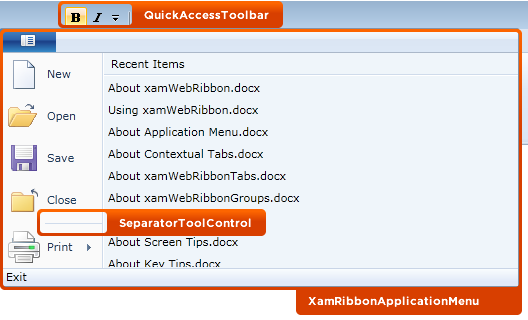 B I QuickAccessToolbar
Recent Items
New
About xamWebRibbon.docx
Using xamWebRibbon.docx
Open
About Application Menu.docx
Save
About Contextual Tabs.docx
About xamWebRibbonTabs.docx
Close
About xamWebRibbonGroups.docx
SeparatorToolControl
Print
About Screen Tips.docx
About Key Tips.docx
Exit
XamRibbonApplicationMenu